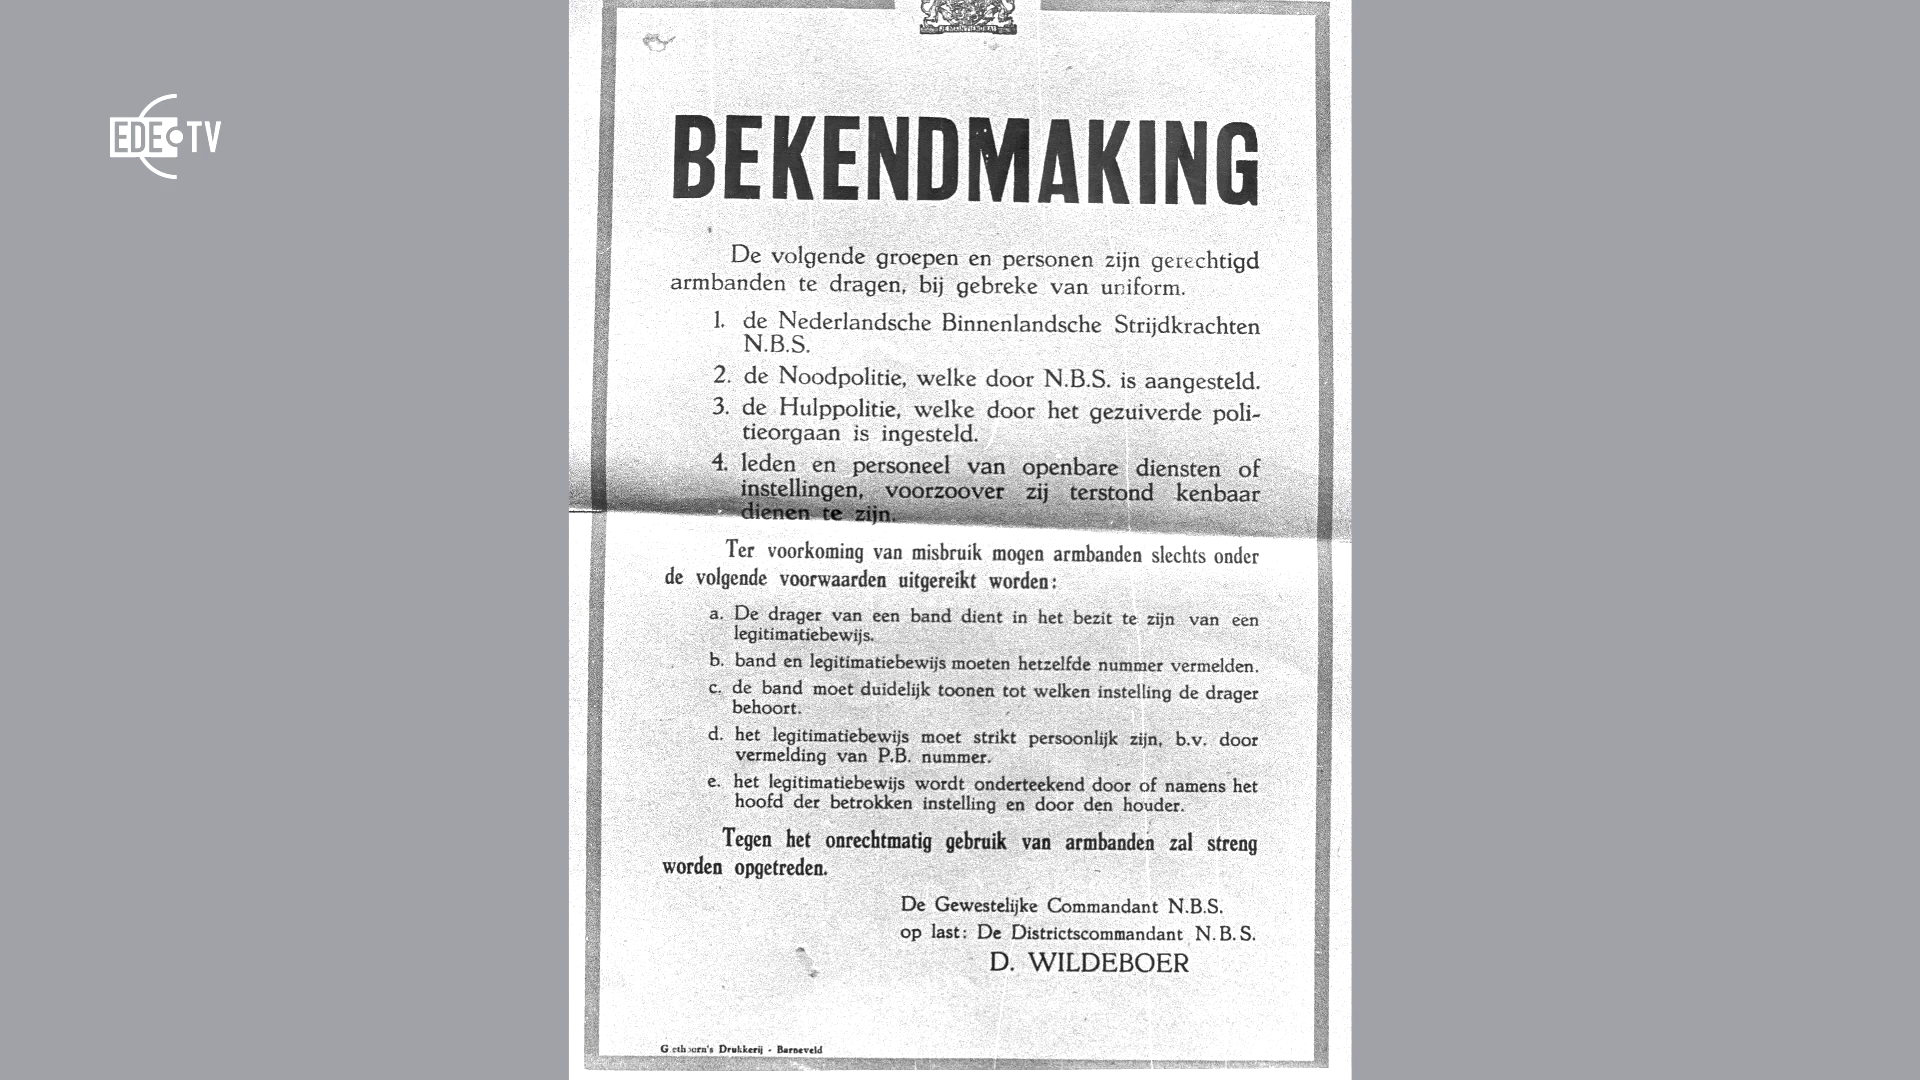 EDE TV
BEKENDMAKING
De volgende groepen en personen zijn gerechtigd
armbanden te dragen, bij gebreke van uniform.
1. de Nederlandsche Binnenlandsche Strijdkrachten
N.B.S.
2. de Noodpolitie, welke door N.B.S. is aangesteld.
3. de Hulppolitie, welke door het gezuiverde poli-
tieorgaan is ingesteld.
4. leden en personeel van openbare diensten of
instellingen, voorzoover zij terstond kenbaar
dienen te zijn.
Ter voorkoming van misbruik mogen armbanden slechts onder
de volgende voorwaarden uitgereikt worden:
a. De drager van een band dient in het bezit te zijn van een
legitimatiebewijs.
b. band en legitimatiebewijs moeten hetzelfde nummer vermelden.
c. de band moet duidelijk toonen tot welken instelling de drager
behoort.
d. het legitimatiebewijs moet strikt persoonlijk zijn, b.v. door
vermelding van P.B. nummer.
e. het legitimatiebewijs wordt onderteekend door of namens het
hoofd der betrokken instelling en door den houder.
Tegen het onrechtmatig gebruik van armbanden zal streng
worden opgetreden.
De Gewestelijke Commandant N.B.S.
op last: De Districtscommandant N.B.S.
D. WILDEBOER
Drukkerij - Barneveld